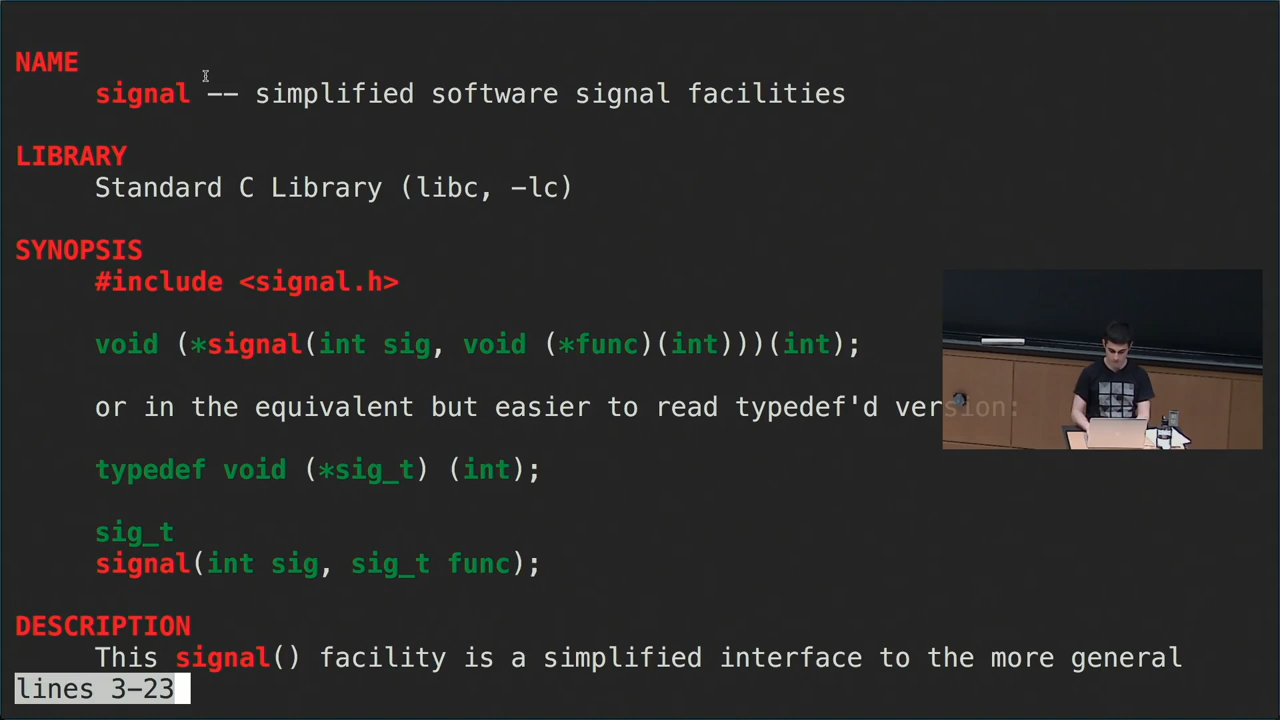 NAME
signal -- simplified software signal facilities
LIBRARY
Standard C Library (libc, -lc)
SYNOPSIS
#include <signal.h>
void (*signal(int sig, void (*func)(int)))(int);
or in the equivalent but easier to read typedef'd version:
typedef void (*sig_t) (int);
sig_t
signal(int sig, sig_t func);
DESCRIPTION
This signal() facility is a simplified interface to the more general
lines 3-23